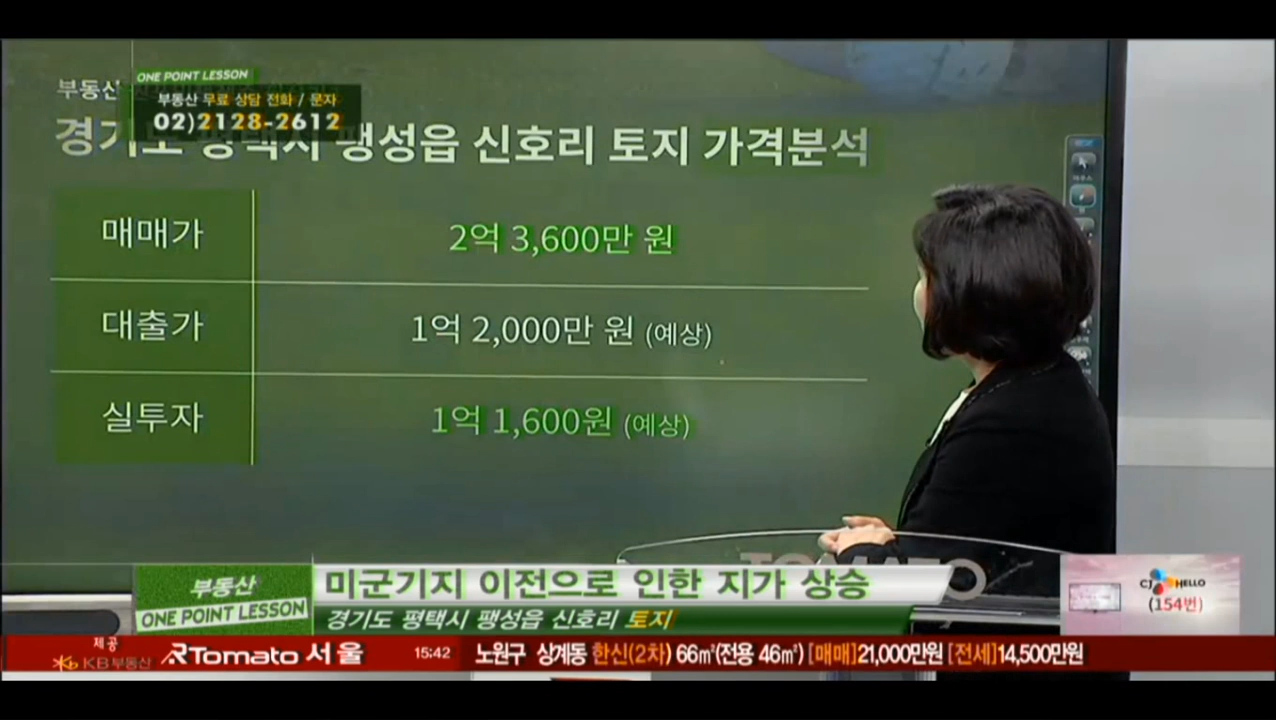 ONE POINT LESSON
부동산
부동산 무료 상담 전화 / 문자
02)2128-2612
경기도 평택시 팽성읍 신호리 토지 가격분석
매매가
2억 3,600만 원
대출가
1억 2,000만 원 (예상)
실투자
1억 1,600원 (예상)
TOMATO
부동산
ONE POINT LESSON
미군기지 이전으로 인한 지가 상승
경기도 평택시 팽성읍 신호리 토지
CJ HELLO
(154번)
제공
KB부동산
RTomato 서울
15:42
노원구 상계동 한신(2차) 66㎡(전용 46㎡) [매매]21,000만원 [전세]14,500만원